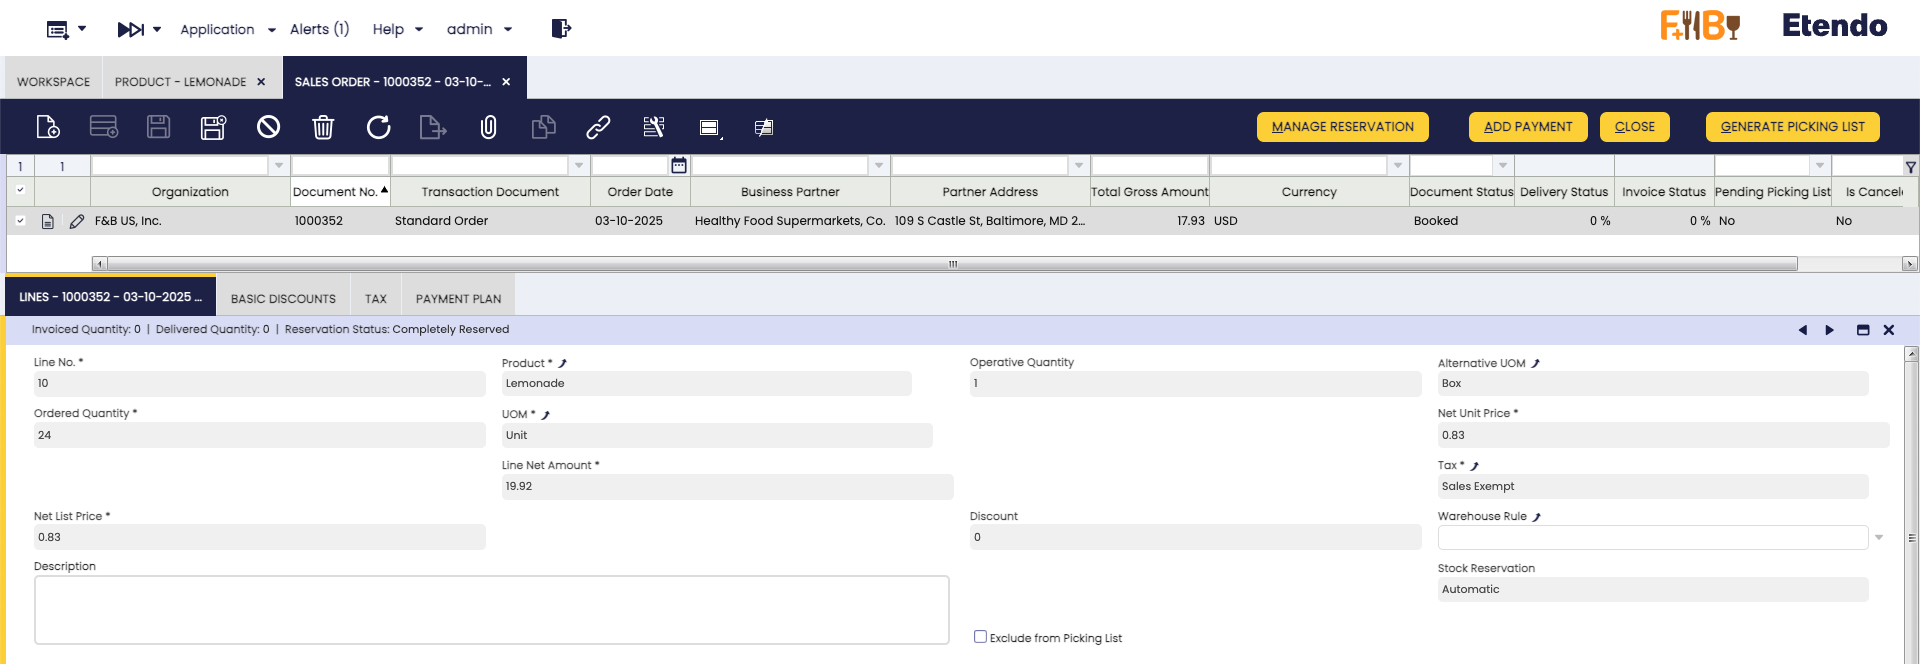 Application Alerts (1) Help admin F+B Etendo
WORKSPACE PRODUCT - LEMONADE SALES ORDER - 1000352 - 03-10-...
MANAGE RESERVATION ADD PAYMENT CLOSE GENERATE PICKING LIST
1 1
Organization Document No. Transaction Document Order Date Business Partner Partner Address Total Gross Amount Currency Document Status Delivery Status Invoice Status Pending Picking List Is Cancele
F&B US, Inc. 1000352 Standard Order 03-10-2025 Healthy Food Supermarkets, Co. 109 S Castle St, Baltimore, MD 2... 17.93 USD Booked 0 % 0 % No No
LINES - 1000352 - 03-10-2025 ... BASIC DISCOUNTS TAX PAYMENT PLAN
Invoiced Quantity: 0 | Delivered Quantity: 0 | Reservation Status: Completely Reserved
Line No. * Product * Operative Quantity Alternative UOM
10 Lemonade 1 Box
Ordered Quantity * UOM * Net Unit Price *
24 Unit 0.83
Line Net Amount * Tax *
19.92 Sales Exempt
Net List Price * Discount Warehouse Rule
0.83 0
Description Stock Reservation
Automatic
Exclude from Picking List